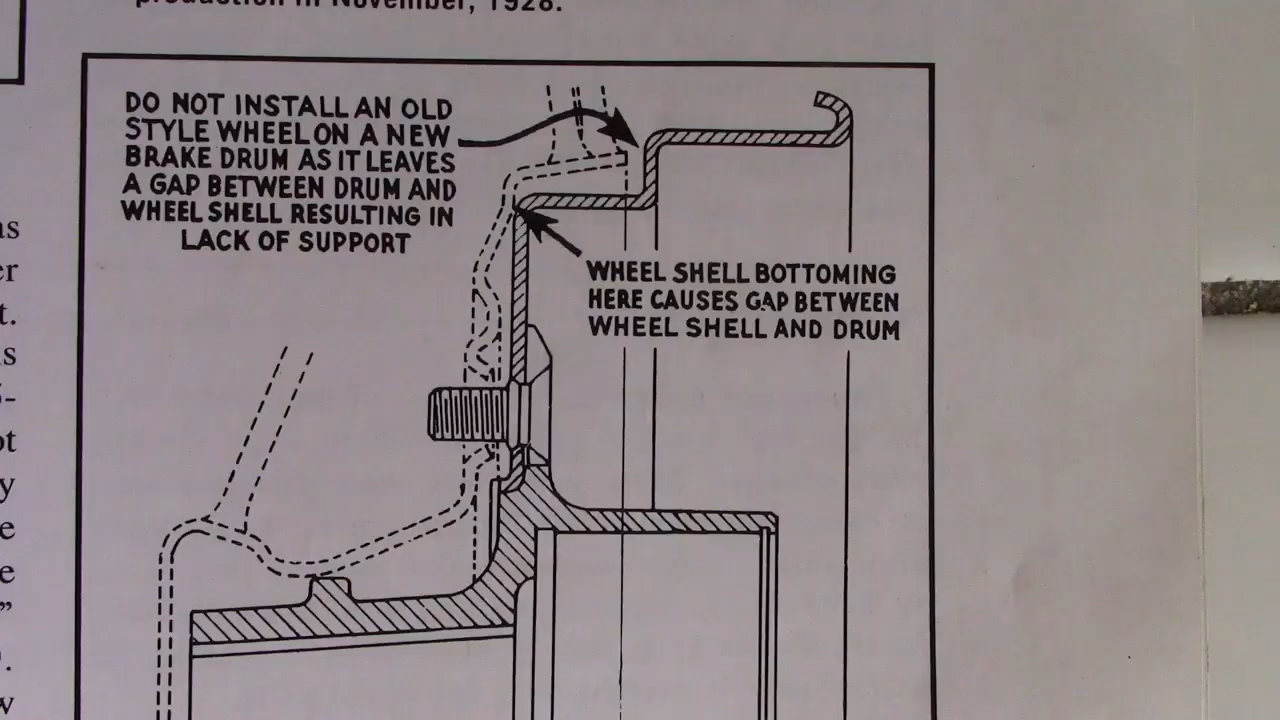 production in November, 1928.
DO NOT INSTALL AN OLD
STYLE WHEEL ON A NEW
BRAKE DRUM AS IT LEAVES
A GAP BETWEEN DRUM AND
WHEEL SHELL RESULTING IN
LACK OF SUPPORT
WHEEL SHELL BOTTOMING
HERE CAUSES GAP BETWEEN
WHEEL SHELL AND DRUM